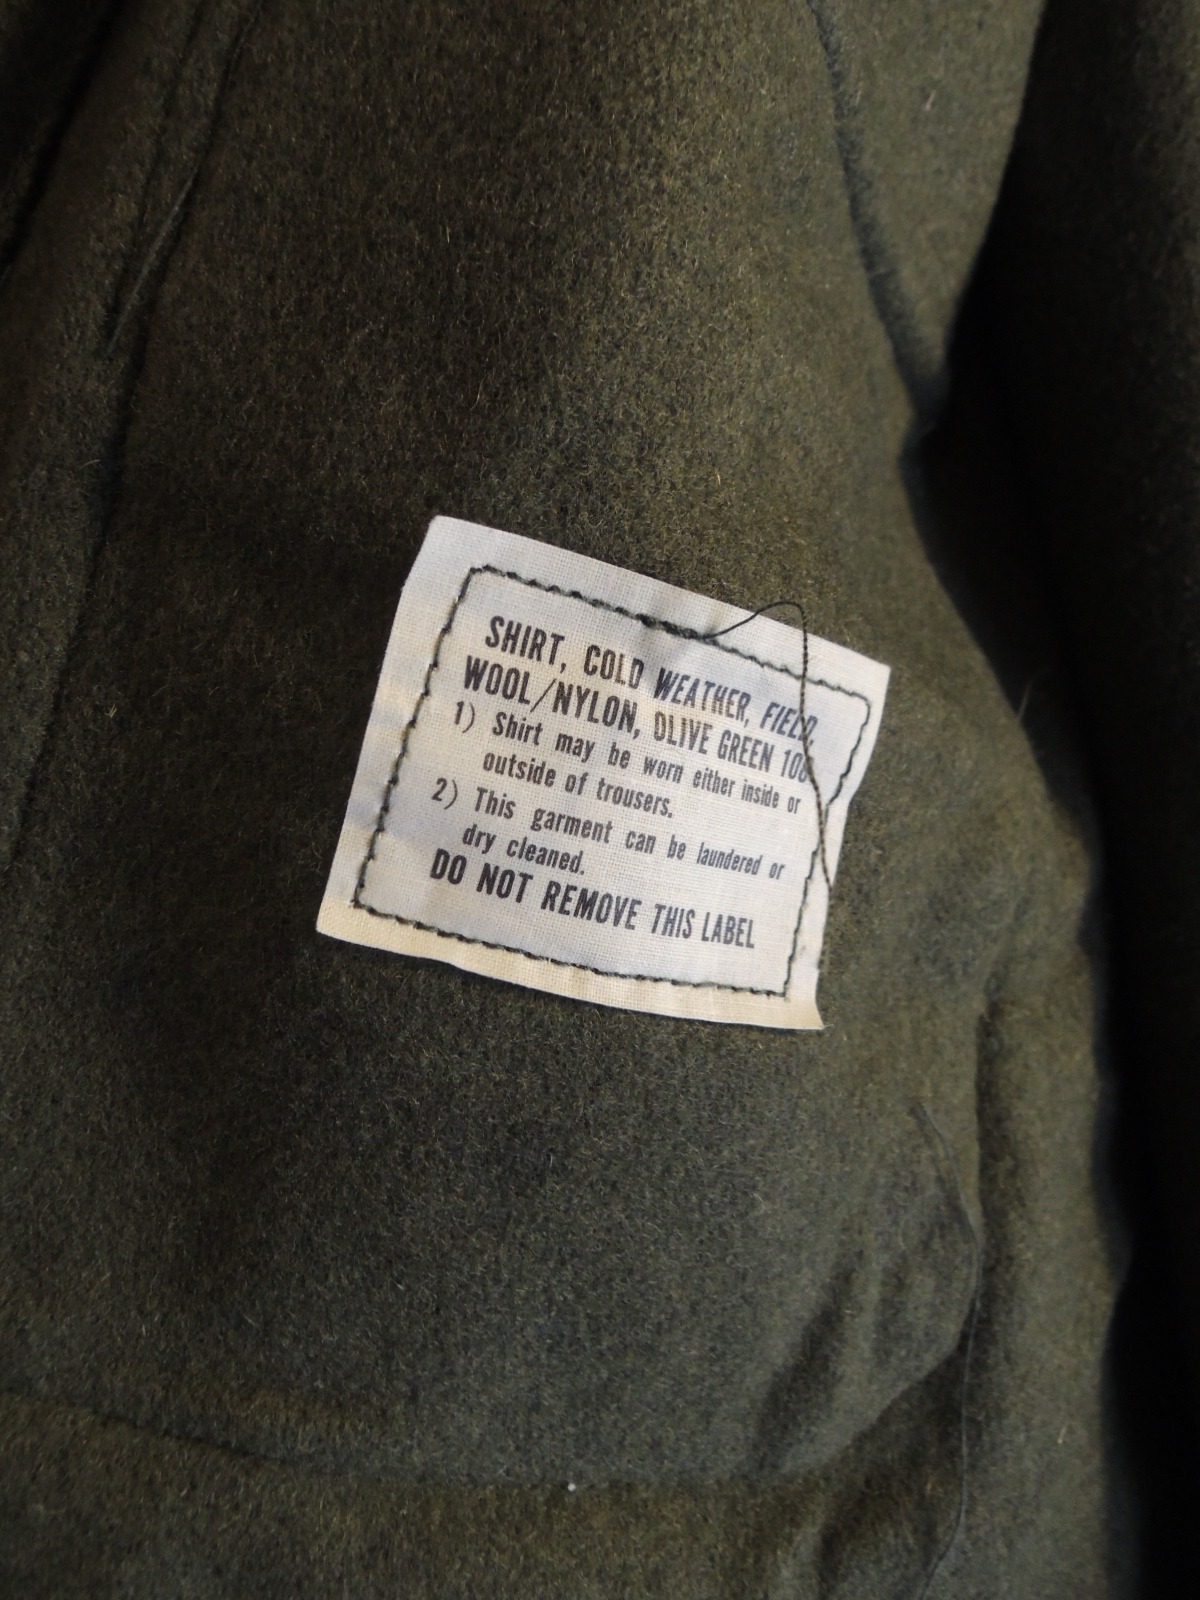 SHIRT, COLD WEATHER, FIELD,
WOOL/NYLON, OLIVE GREEN 108
1) Shirt may be worn either inside or
outside of trousers.
2) This garment can be laundered or
dry cleaned.
DO NOT REMOVE THIS LABEL